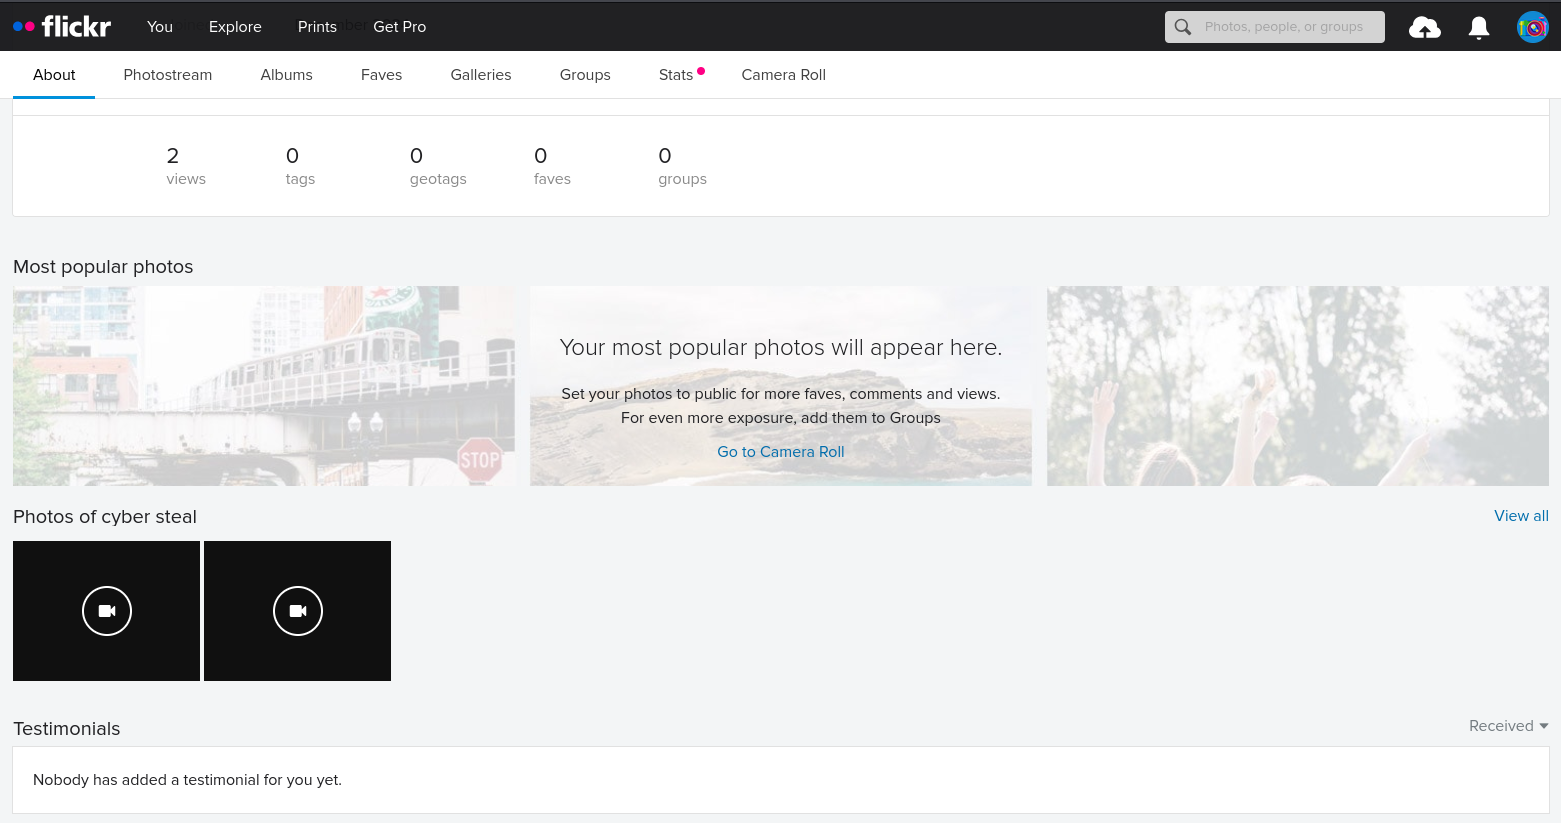 flickr You Explore Prints Get Pro Photos, people, or groups
About Photostream Albums Faves Galleries Groups Stats Camera Roll
2 0 0 0 0
views tags geotags faves groups
Most popular photos
Your most popular photos will appear here.
Set your photos to public for more faves, comments and views.
For even more exposure, add them to Groups
Go to Camera Roll
STOP
Photos of cyber steal View all
Testimonials Received
Nobody has added a testimonial for you yet.